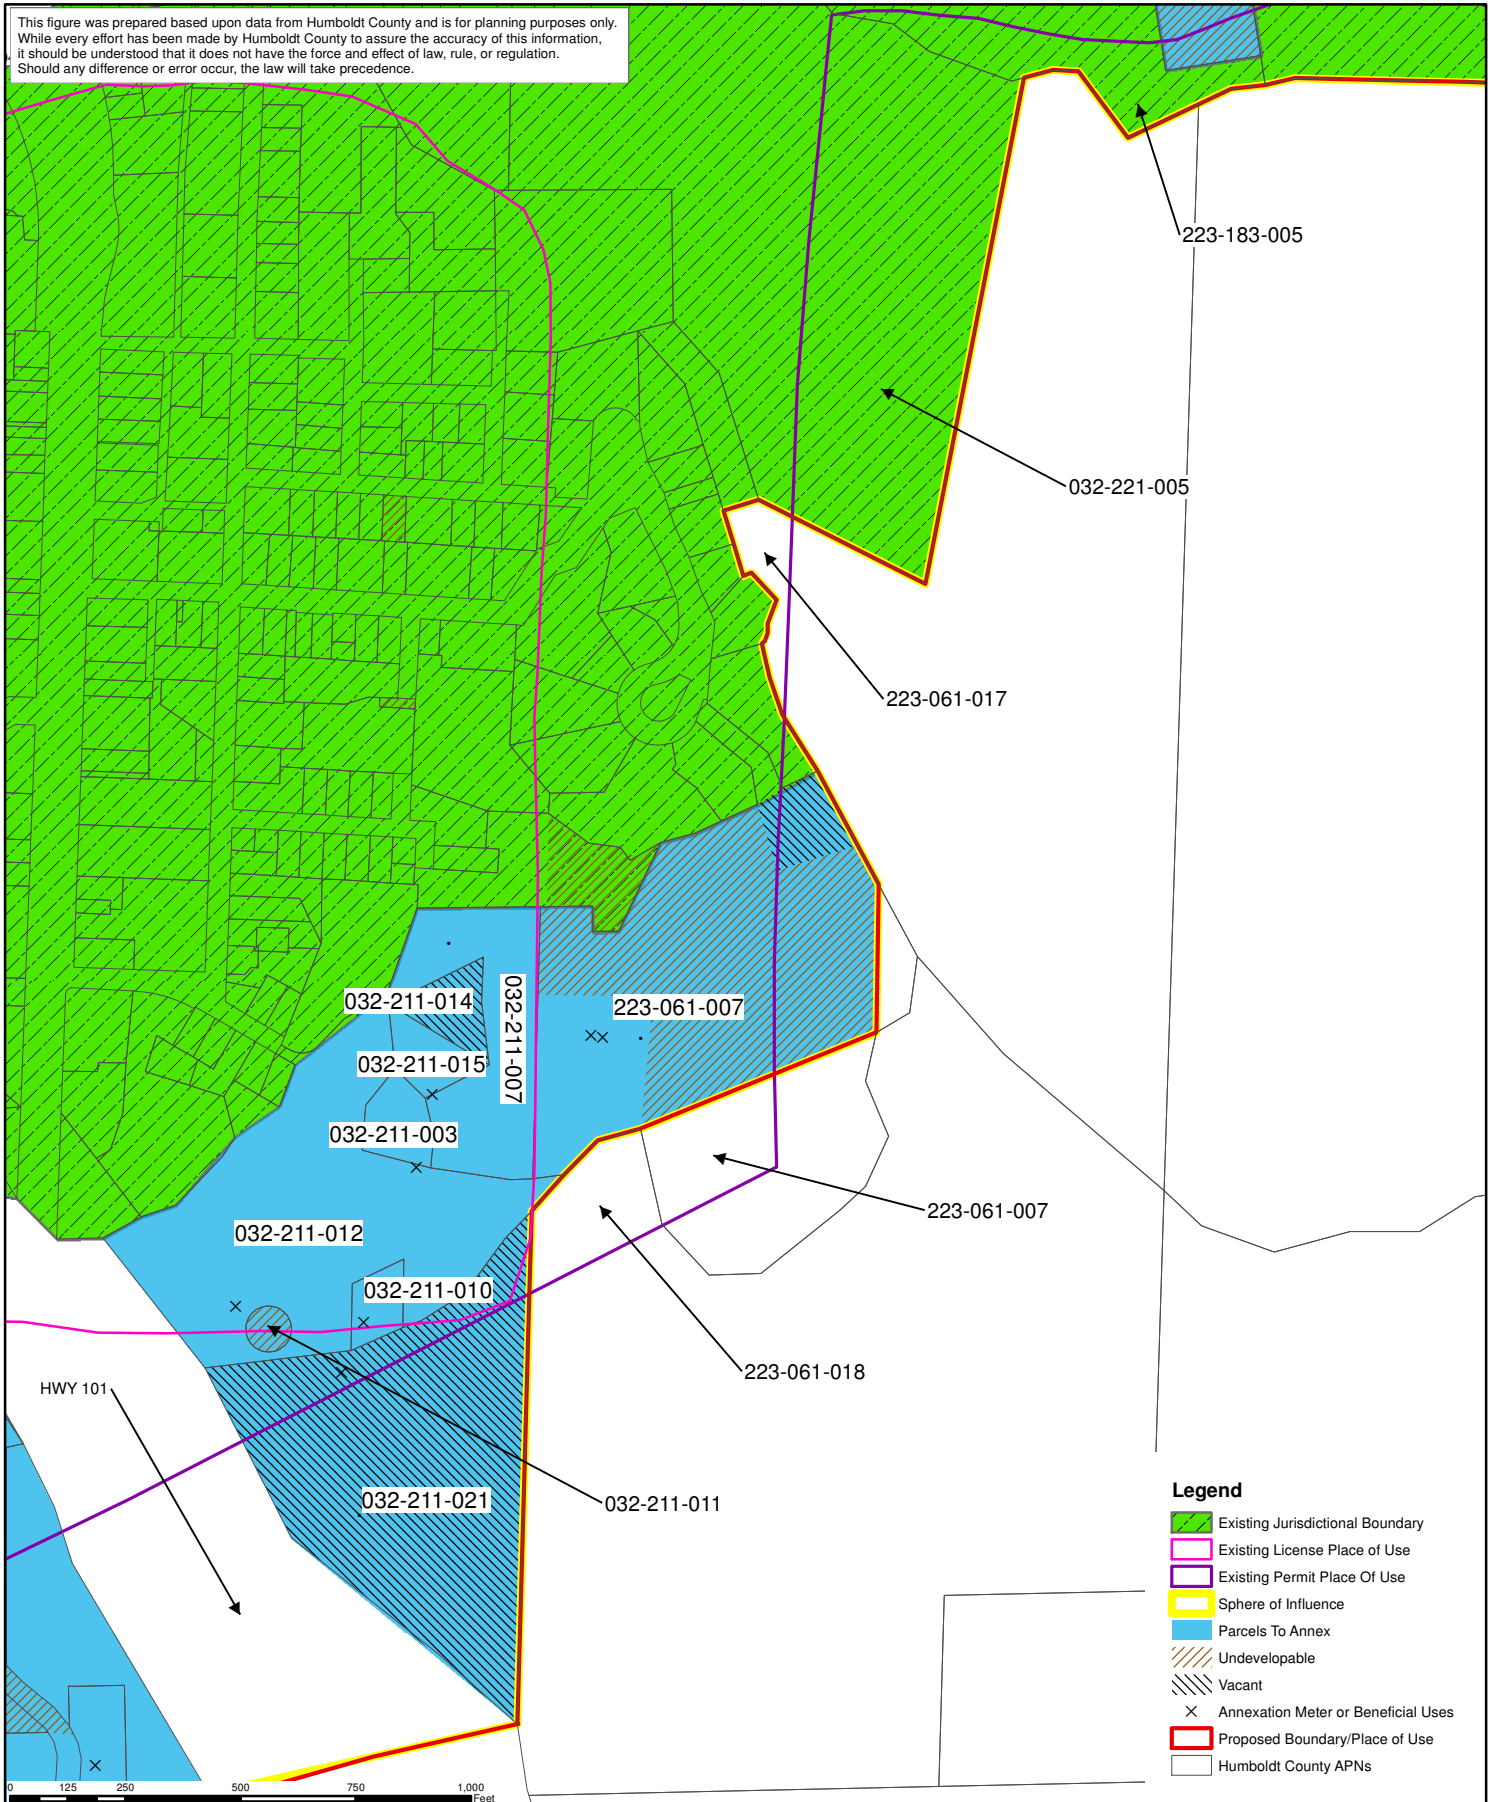 This figure was prepared based upon data from Humboldt County and is for planning purposes only.
While every effort has been made by Humboldt County to assure the accuracy of this information,
it should be understood that it does not have the force and effect of law, rule, or regulation.
Should any difference or error occur, the law will take precedence.
223-183-005
032-221-005
223-061-017
032-211-014
032-211-007
223-061-007
032-211-015
032-211-003
223-061-007
032-211-012
032-211-010
223-061-018
HWY 101
032-211-021
032-211-011
Legend
Existing Jurisdictional Boundary
Existing License Place of Use
Existing Permit Place Of Use
Sphere of Influence
Parcels To Annex
Undevelopable
Vacant
Annexation Meter or Beneficial Uses
Proposed Boundary/Place of Use
Humboldt County APNs
0 125 250 500 750 1,000
Feet